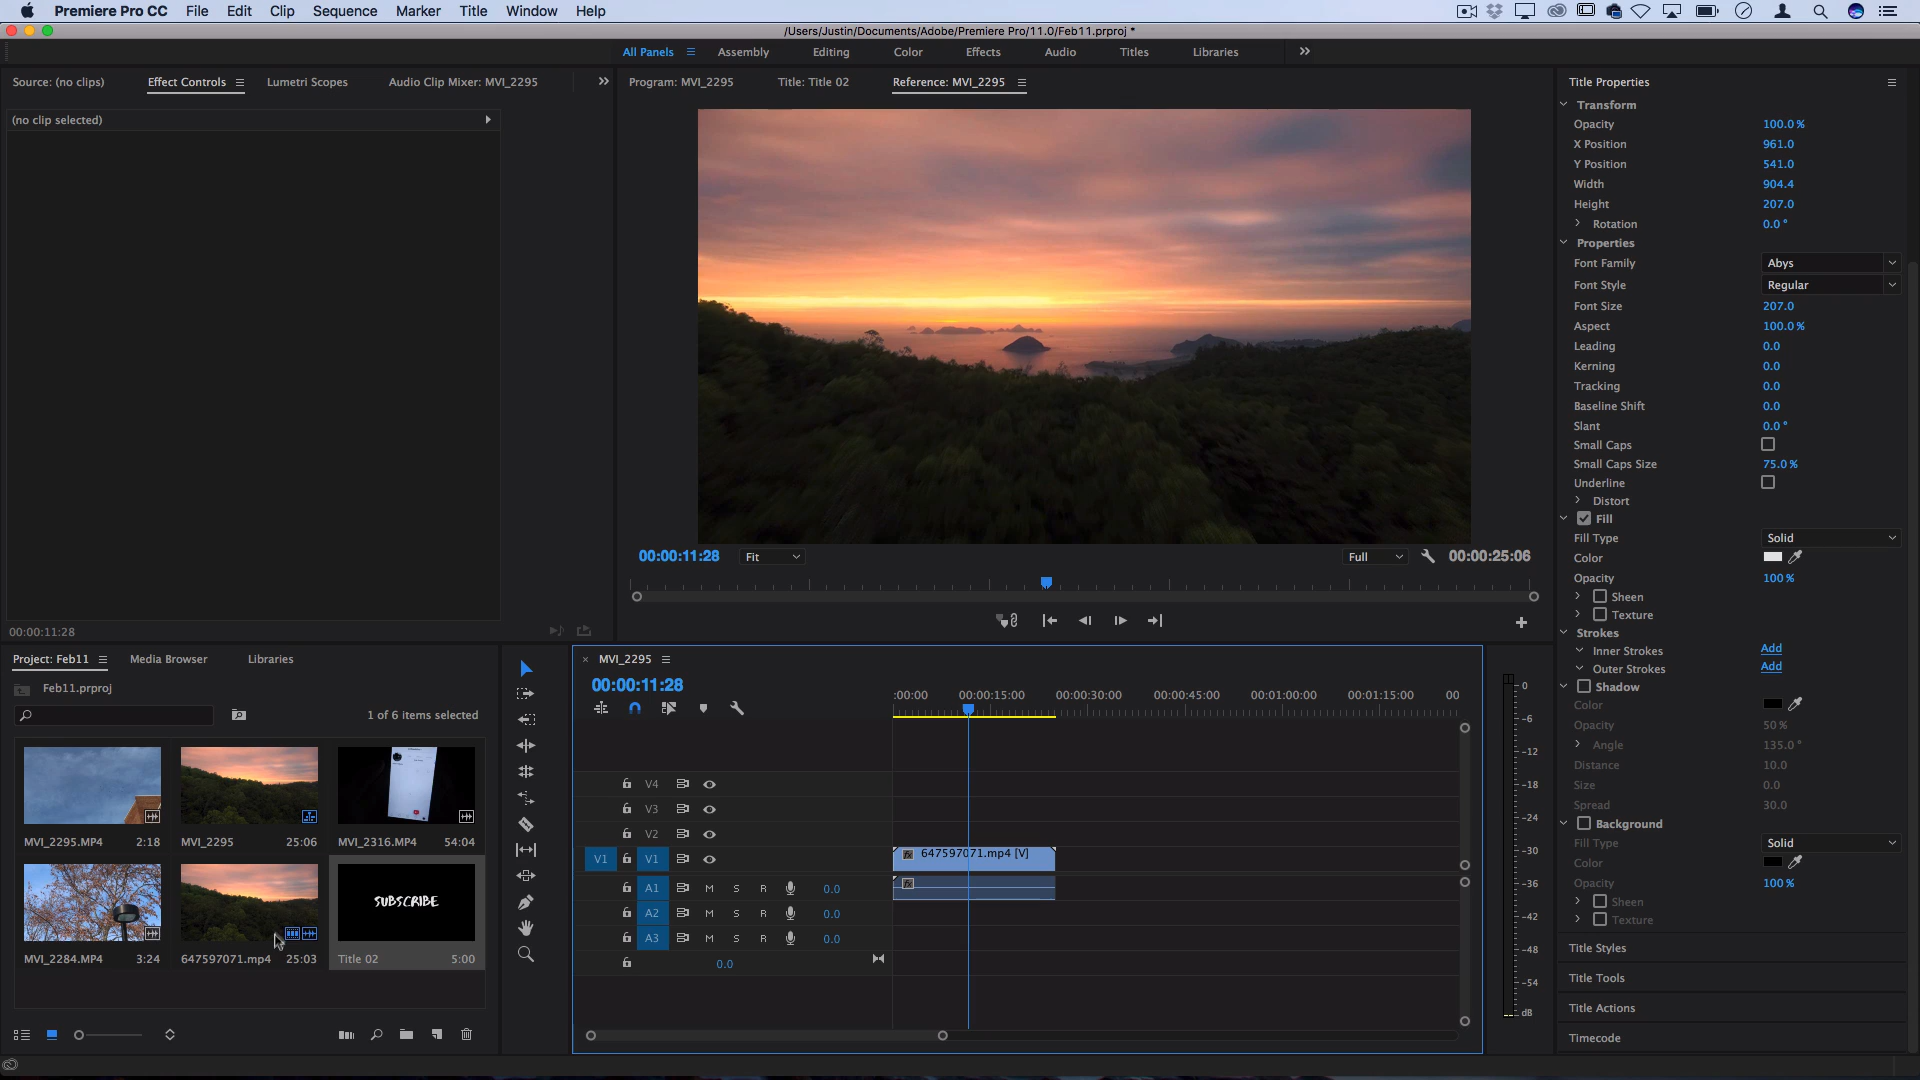 Premiere Pro CC File Edit Clip Sequence Marker Title Window Help
/Users/Justin/Documents/Adobe/Premiere Pro/11.0/Feb11.prproj *
All Panels Assembly Editing Color Effects Audio Titles Libraries
Source: (no clips) Effect Controls Lumetri Scopes Audio Clip Mixer: MVI_2295
(no clip selected)
00:00:11:28
Program: MVI_2295 Title: Title 02 Reference: MVI_2295
00:00:11:28 Fit Full 00:00:25:06
Title Properties
Transform
Opacity 100.0 %
X Position 961.0
Y Position 541.0
Width 904.4
Height 207.0
Rotation 0.0 °
Properties
Font Family Abys
Font Style Regular
Font Size 207.0
Aspect 100.0 %
Leading 0.0
Kerning 0.0
Tracking 0.0
Baseline Shift 0.0
Slant 0.0 °
Small Caps
Small Caps Size 75.0 %
Underline
Distort
Fill
Fill Type Solid
Color
Opacity 100 %
Sheen
Texture
Strokes
Inner Strokes Add
Outer Strokes Add
Shadow
Color
Opacity 50 %
Angle 135.0 °
Distance 10.0
Size 0.0
Spread 30.0
Background
Fill Type Solid
Color
Opacity 100 %
Sheen
Texture
Title Styles
Title Tools
Title Actions
Timecode
Project: Feb11 Media Browser Libraries
Feb11.prproj
1 of 6 items selected
MVI_2295.MP4 2:18 MVI_2295 25:06 MVI_2316.MP4 54:04
SUBSCRIBE
MVI_2284.MP4 3:24 647597071.mp4 25:03 Title 02 5:00
× MVI_2295
00:00:11:28
:00:00 00:00:15:00 00:00:30:00 00:00:45:00 00:01:00:00 00:01:15:00 00
V4
V3
V2
V1 V1 fx 647597071.mp4 [V]
A1 M S R 0.0 fx
A2 M S R 0.0
A3 M S R 0.0
0.0
0
-6
-12
-18
-24
-30
-36
-42
-48
-54
dB